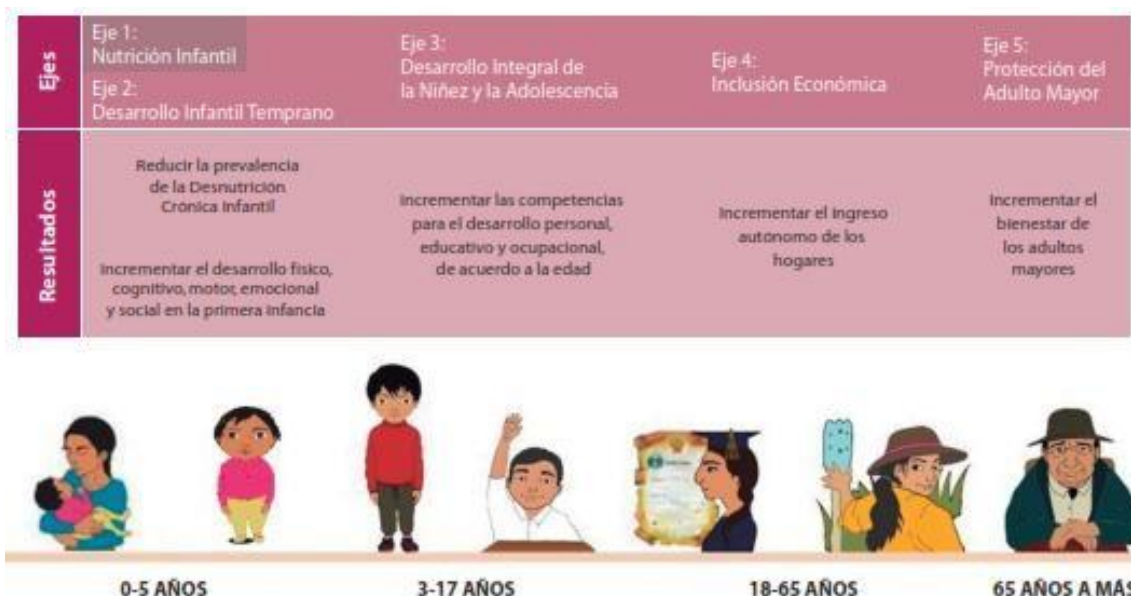 Ejes
Eje 1:
Nutrición Infantil
Eje 2:
Desarrollo Infantil Temprano
Eje 3:
Desarrollo Integral de
la Niñez y la Adolescencia
Eje 4:
Inclusión Económica
Eje 5:
Protección del
Adulto Mayor
Resultados
Reducir la prevalencia
de la Desnutrición
Crónica Infantil
Incrementar el desarrollo físico,
cognitivo, motor, emocional
y social en la primera infancia
Incrementar las competencias
para el desarrollo personal,
educativo y ocupacional,
de acuerdo a la edad
Incrementar el ingreso
autónomo de los
hogares
Incrementar el
bienestar de
los adultos
mayores
0-5 AÑOS
3-17 AÑOS
18-65 AÑOS
65 AÑOS A MÁS